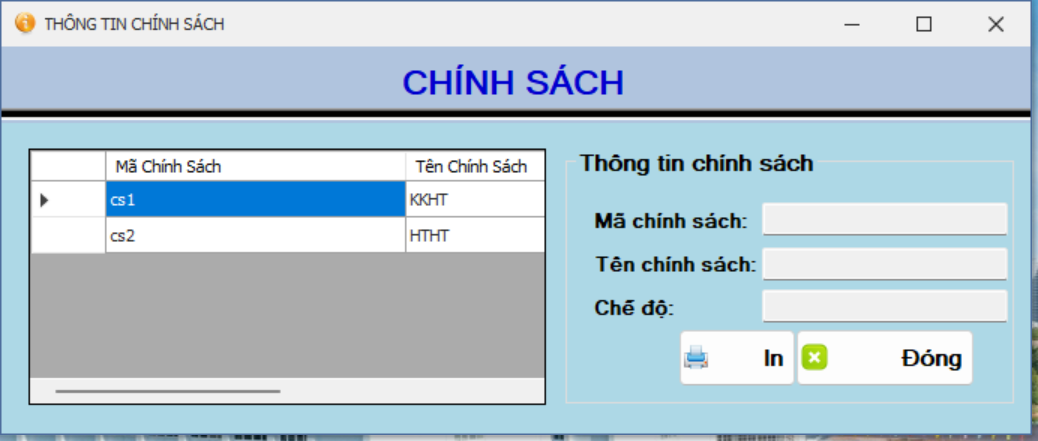 THÔNG TIN CHÍNH SÁCH
CHÍNH SÁCH
Mã Chính Sách Tên Chính Sách
cs1 KKHT
cs2 HTHT
Thông tin chính sách
Mã chính sách:
Tên chính sách:
Chế độ:
In Đóng